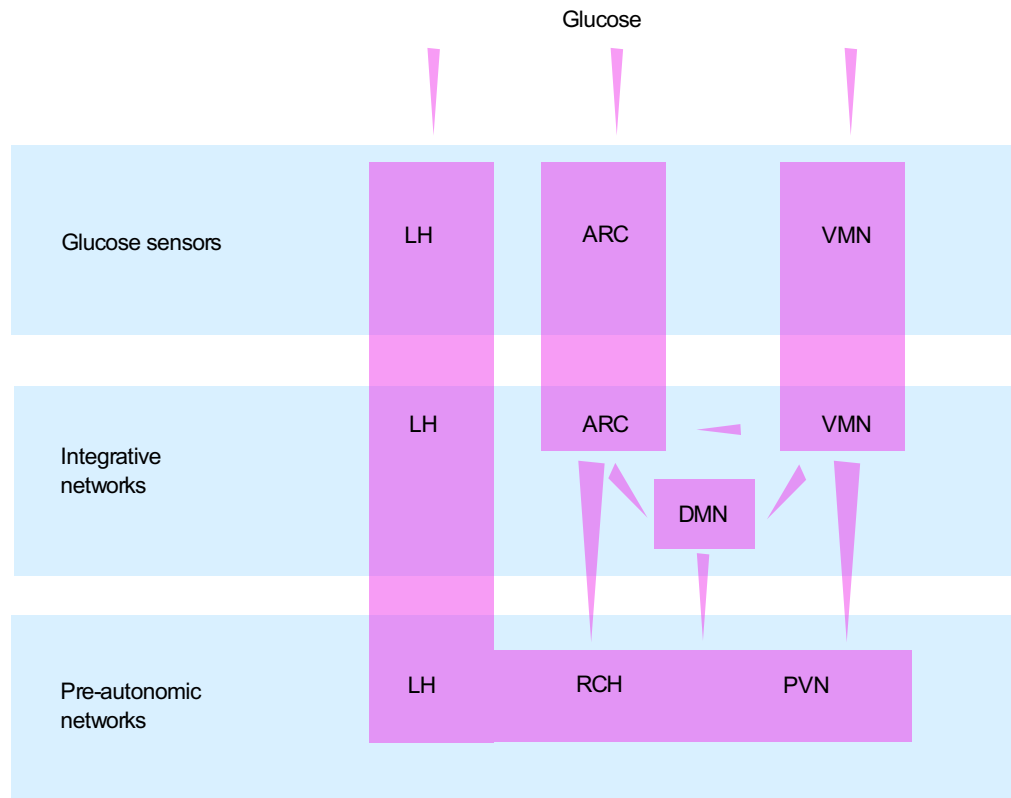 Glucose
Glucose sensors
LH
ARC
VMN
LH
ARC
VMN
Integrative
networks
DMN
Pre-autonomic
networks
LH
RCH
PVN